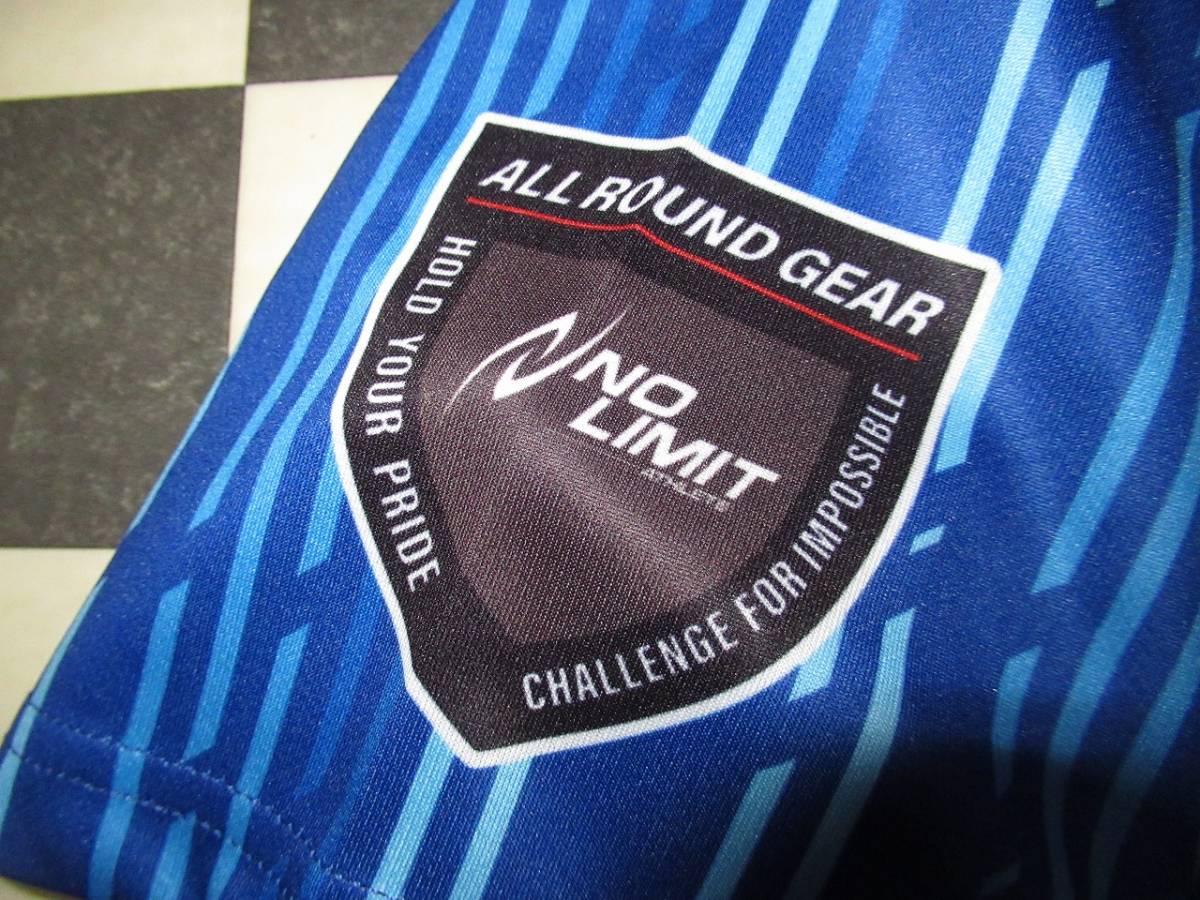 ALL ROUND GEAR
HOLD YOUR PRIDE
NO
LIMIT
CHALLENGE FOR IMPOSSIBLE